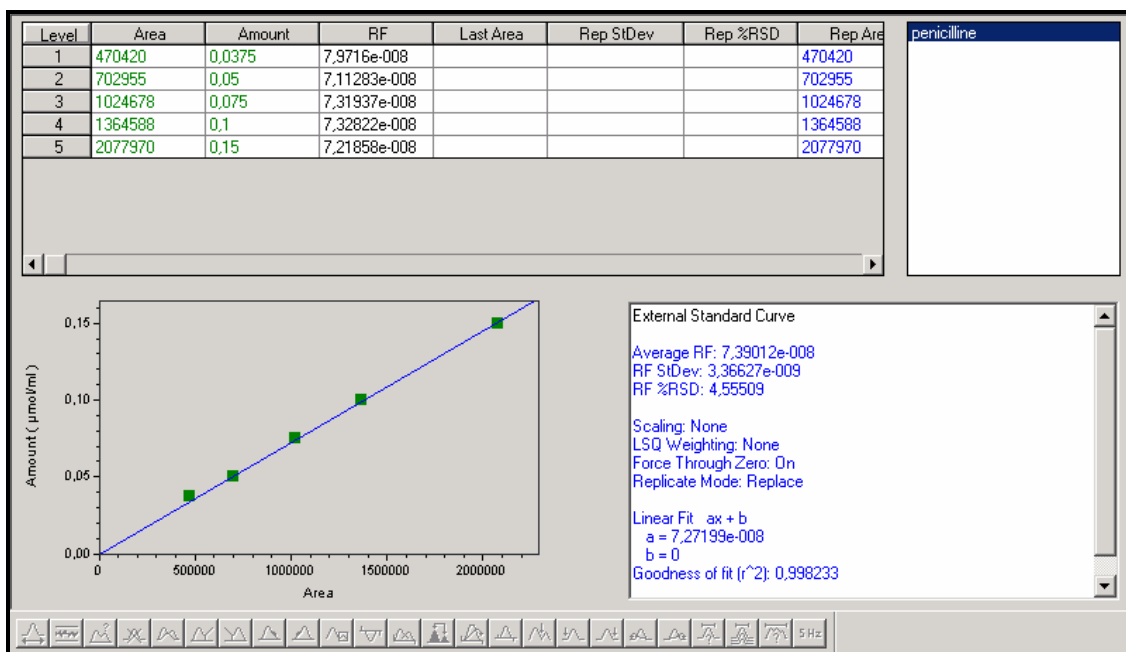 Level Area Amount RF Last Area Rep StDev Rep %RSD Rep Are
1 470420 0,0375 7,9716e-008 470420
2 702955 0,05 7,11283e-008 702955
3 1024678 0,075 7,31937e-008 1024678
4 1364588 0,1 7,32822e-008 1364588
5 2077970 0,15 7,21858e-008 2077970
penicilline
0,15
0,10
0,05
0,00
Amount ( µmol/ml )
0 500000 1000000 1500000 2000000
Area
External Standard Curve
Average RF: 7,39012e-008
RF StDev: 3,36627e-009
RF %RSD: 4,55509
Scaling: None
LSQ Weighting: None
Force Through Zero: On
Replicate Mode: Replace
Linear Fit ax + b
a = 7,27199e-008
b = 0
Goodness of fit (r^2): 0,998233
5 Hz